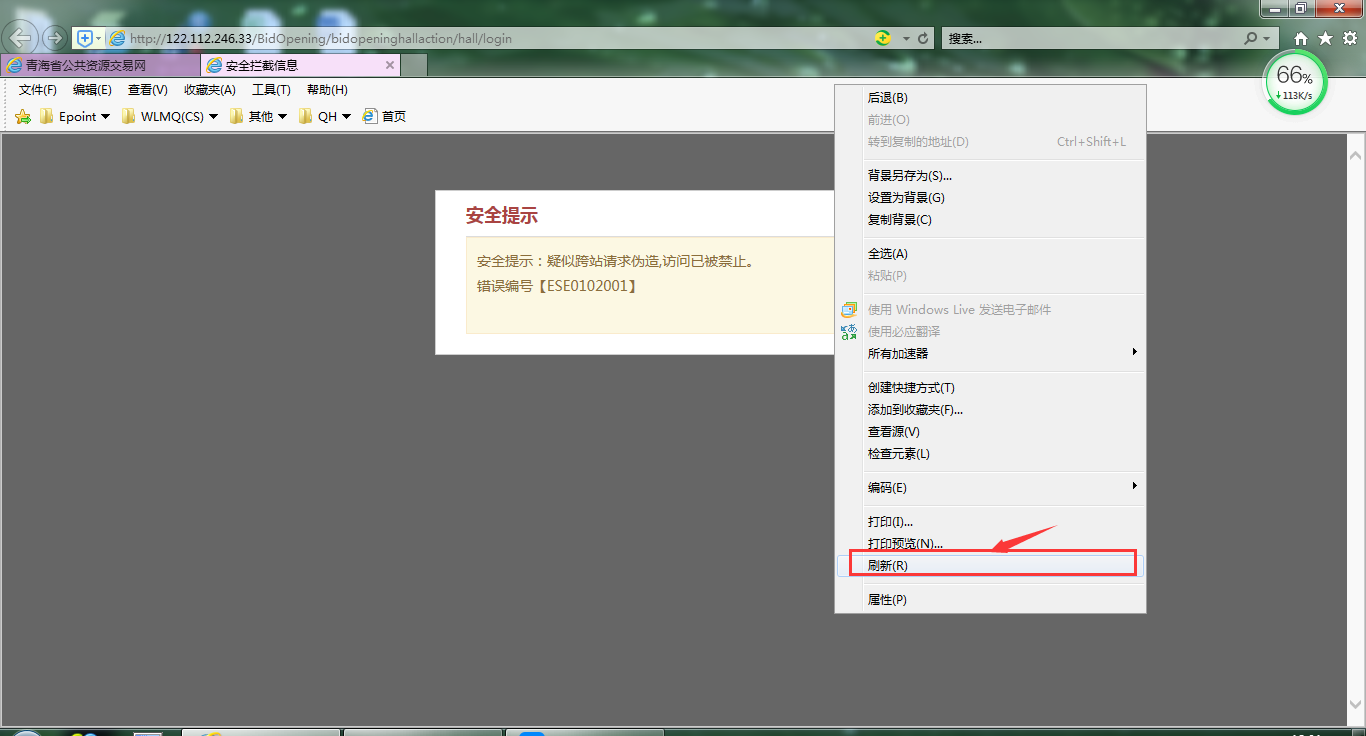 http://122.112.246.33/BidOpening/bidopeninghallaction/hall/login
搜索...
青海省公共资源交易网
安全拦截信息
66%
113K/s
文件(F) 编辑(E) 查看(V) 收藏夹(A) 工具(T) 帮助(H)
Epoint WLMQ(CS) 其他 QH 首页
安全提示
安全提示：疑似跨站请求伪造,访问已被禁止。
错误编号【ESE0102001】
后退(B)
前进(O)
转到复制的地址(D) Ctrl+Shift+L
背景另存为(S)...
设置为背景(G)
复制背景(C)
全选(A)
粘贴(P)
使用 Windows Live 发送电子邮件
使用必应翻译
所有加速器
创建快捷方式(T)
添加到收藏夹(F)...
查看源(V)
检查元素(L)
编码(E)
打印(I)...
打印预览(N)...
刷新(R)
属性(P)